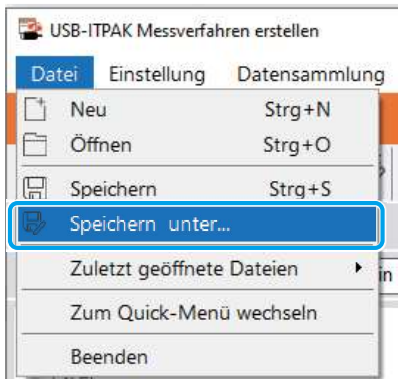 USB-ITPAK Messverfahren erstellen
Datei Einstellung Datensammlung
Neu Strg+N
Öffnen Strg+O
Speichern Strg+S
Speichern unter...
Zuletzt geöffnete Dateien
in
Zum Quick-Menü wechseln
Beenden